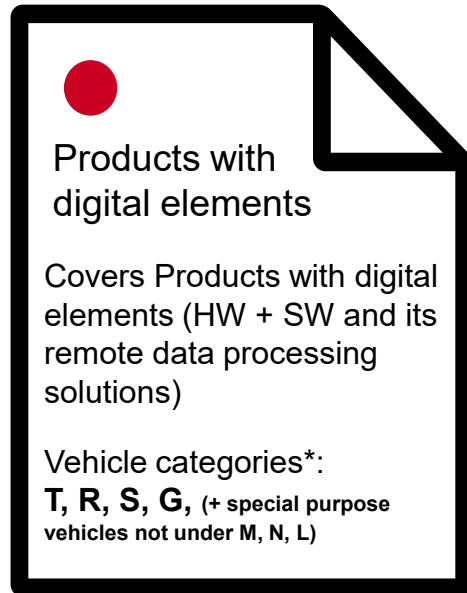 Products with
digital elements
Covers Products with digital
elements (HW + SW and its
remote data processing
solutions)
Vehicle categories*:
T, R, S, G, (+ special purpose
vehicles not under M, N, L)